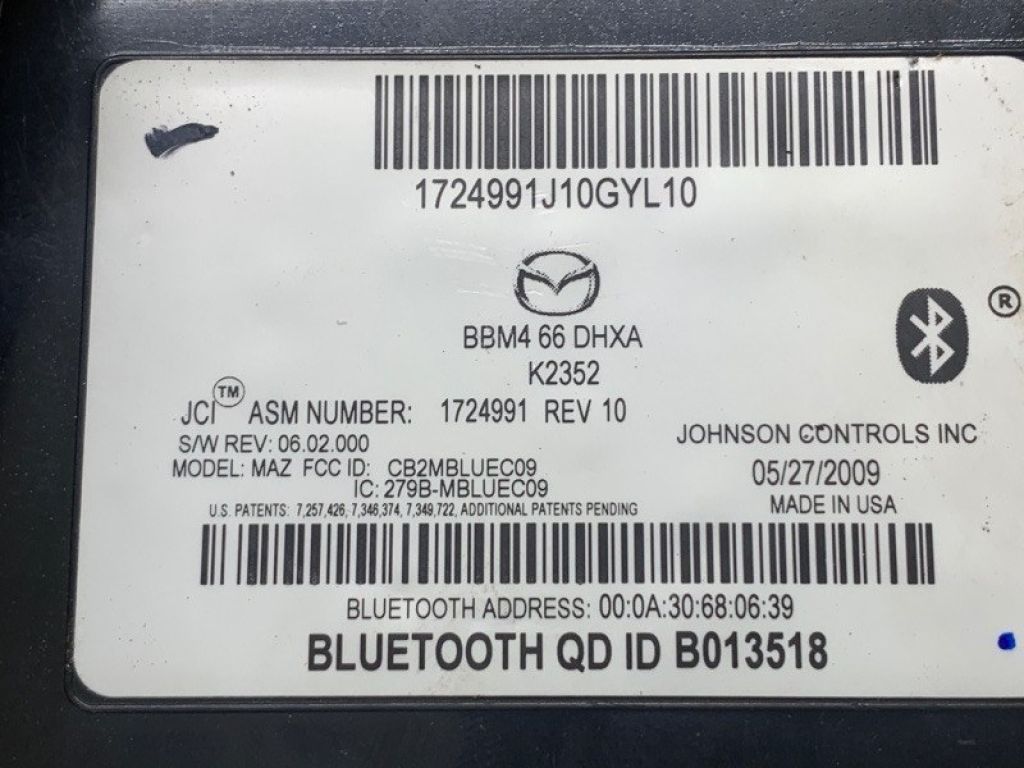 1724991J10GYL10
BBM4 66 DHXA
K2352
®
JCI™ ASM NUMBER: 1724991 REV 10
S/W REV: 06.02.000
JOHNSON CONTROLS INC
MODEL: MAZ FCC ID: CB2MBLUEC09
05/27/2009
IC: 279B-MBLUEC09
MADE IN USA
U.S. PATENTS: 7,257,426, 7,346,374, 7,349,722, ADDITIONAL PATENTS PENDING
BLUETOOTH ADDRESS: 00:0A:30:68:06:39
BLUETOOTH QD ID B013518